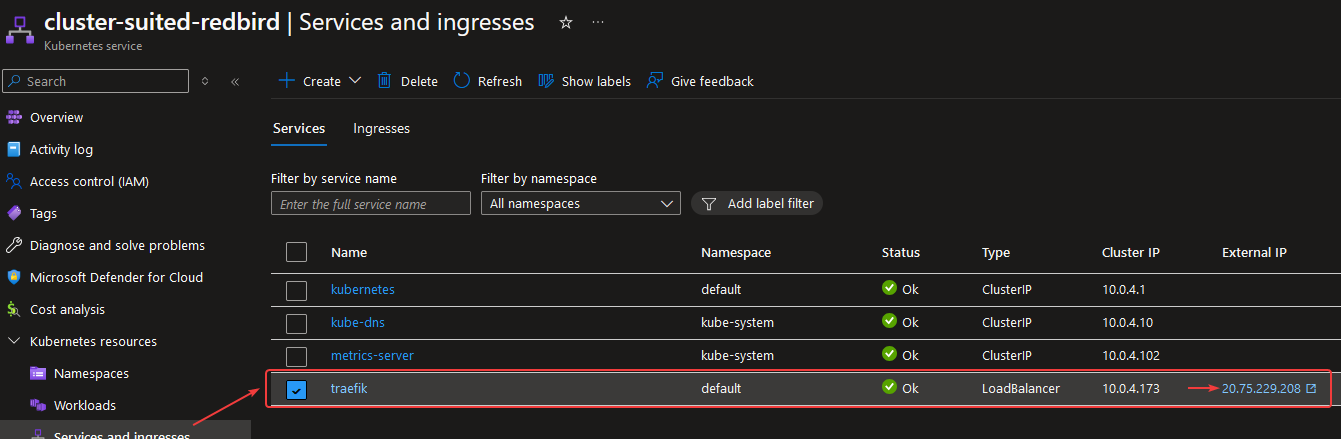 cluster-suited-redbird | Services and ingresses
Kubernetes service
Search
Create Delete Refresh Show labels Give feedback
Overview
Activity log
Access control (IAM)
Tags
Diagnose and solve problems
Microsoft Defender for Cloud
Cost analysis
Kubernetes resources
Namespaces
Workloads
Services and ingresses
Services Ingresses
Filter by service name Filter by namespace
Enter the full service name All namespaces Add label filter
Name Namespace Status Type Cluster IP External IP
kubernetes default Ok ClusterIP 10.0.4.1
kube-dns kube-system Ok ClusterIP 10.0.4.10
metrics-server kube-system Ok ClusterIP 10.0.4.102
traefik default Ok LoadBalancer 10.0.4.173 20.75.229.208